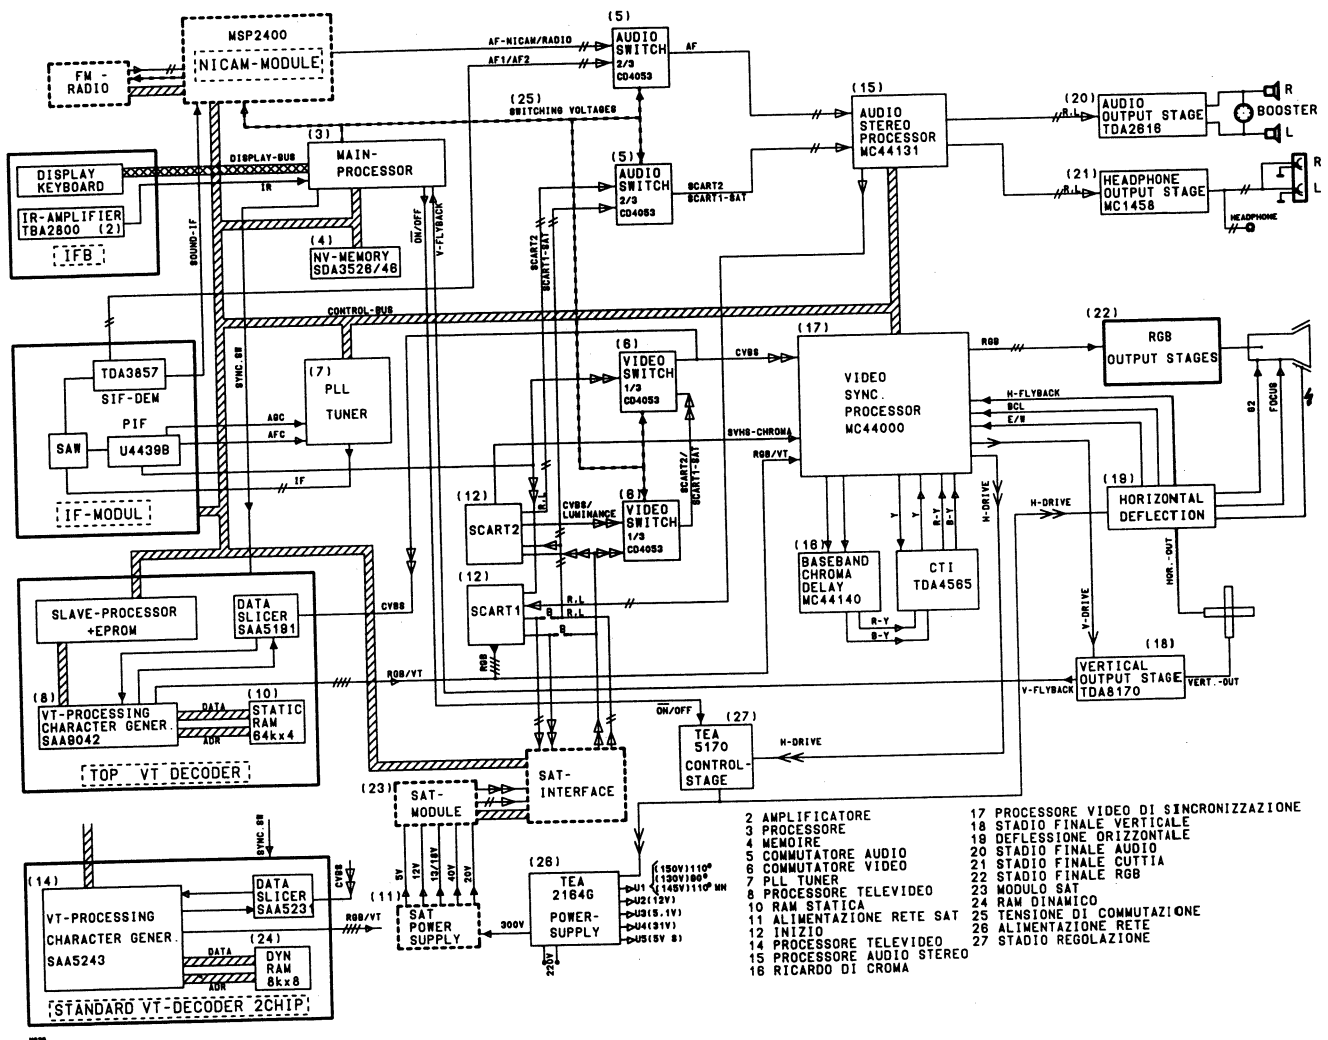 MSP2400
NICAM-MODULE
FM -
RADIO
AF-NICAM/RADIO
AF1/AF2
(5)
AUDIO
SWITCH
2/3
CD4053
AF
(25)
SWITCHING VOLTAGES
(15)
AUDIO
STEREO
PROCESSOR
MC44131
R,L
(20)
AUDIO
OUTPUT STAGE
TDA2616
R
BOOSTER
L
(3)
MAIN-
PROCESSOR
DISPLAY-BUS
DISPLAY
KEYBOARD
IR
IR-AMPLIFIER
TBA2800 (2)
IFB
(5)
AUDIO
SWITCH
2/3
CD4053
SCART2
SCART1-SAT
R,L
(21)
HEADPHONE
OUTPUT STAGE
MC1458
R
L
HEADPHONE
SOUND-IF
(4)
NV-MEMORY
SDA3526/46
ON/OFF
V-FLYBACK
SCART2
SCART1-SAT
CONTROL-BUS
SYNC.SW
TDA3857
SIF-DEM
PIF
SAW
U4439B
IF-MODUL
(7)
PLL
TUNER
AGC
AFC
IF
(6)
VIDEO
SWITCH
1/3
CD4053
CVBS
(17)
VIDEO
SYNC.
PROCESSOR
MC44000
RGB
(22)
RGB
OUTPUT STAGES
G2
FOCUS
H-FLYBACK
BCL
E/W
SVHS-CHROMA
RGB/VT
SCART2/
SCART1-SAT
(12)
SCART2
R,L
CVBS/
LUMINANCE
(6)
VIDEO
SWITCH
1/3
CD4053
Y
Y
R-Y
B-Y
H-DRIVE
H-DRIVE
(19)
HORIZONTAL
DEFLECTION
HOR.-OUT
(16)
BASEBAND
CHROMA
DELAY
MC44140
CTI
TDA4565
R-Y
B-Y
V-DRIVE
(12)
SCART1
R,L
B
R,L
B
RGB
SLAVE-PROCESSOR
+EPROM
DATA
SLICER
SAA5191
CVBS
RGB/VT
(8)
VT-PROCESSING
CHARACTER GENER.
SAA9042
DATA
ADR
(10)
STATIC
RAM
64kx4
TOP VT DECODER
(18)
VERTICAL
OUTPUT STAGE
TDA8170
VERT.-OUT
V-FLYBACK
ON/OFF
(27)
TEA
5170
CONTROL-
STAGE
H-DRIVE
SAT-
INTERFACE
(23)
SAT-
MODULE
5V
12V
13/18V
40V
20V
(11)
SAT
POWER
SUPPLY
300V
(26)
TEA
2164G
POWER-
SUPPLY
220V
U1
(150V)110°
(130V)90°
(145V)110° MN
U2(12V)
U3(5.1V)
U4(31V)
U5(5V S)
SYNC.SW
(14)
VT-PROCESSING
CHARACTER GENER.
SAA5243
DATA
SLICER
SAA5231
CVBS
RGB/VT
DATA
ADR
(24)
DYN
RAM
8kx8
STANDARD VT-DECODER 2CHIP
2 AMPLIFICATORE
3 PROCESSORE
4 MEMOIRE
5 COMMUTATORE AUDIO
6 COMMUTATORE VIDEO
7 PLL TUNER
8 PROCESSORE TELEVIDEO
10 RAM STATICA
11 ALIMENTAZIONE RETE SAT
12 INIZIO
14 PROCESSORE TELEVIDEO
15 PROCESSORE AUDIO STEREO
16 RICARDO DI CROMA
17 PROCESSORE VIDEO DI SINCRONIZZAZIONE
18 STADIO FINALE VERTICALE
19 DEFLESSIONE ORIZZONTALE
20 STADIO FINALE AUDIO
21 STADIO FINALE CUTTIA
22 STADIO FINALE RGB
23 MODULO SAT
24 RAM DINAMICO
25 TENSIONE DI COMMUTAZIONE
26 ALIMENTAZIONE RETE
27 STADIO REGOLAZIONE